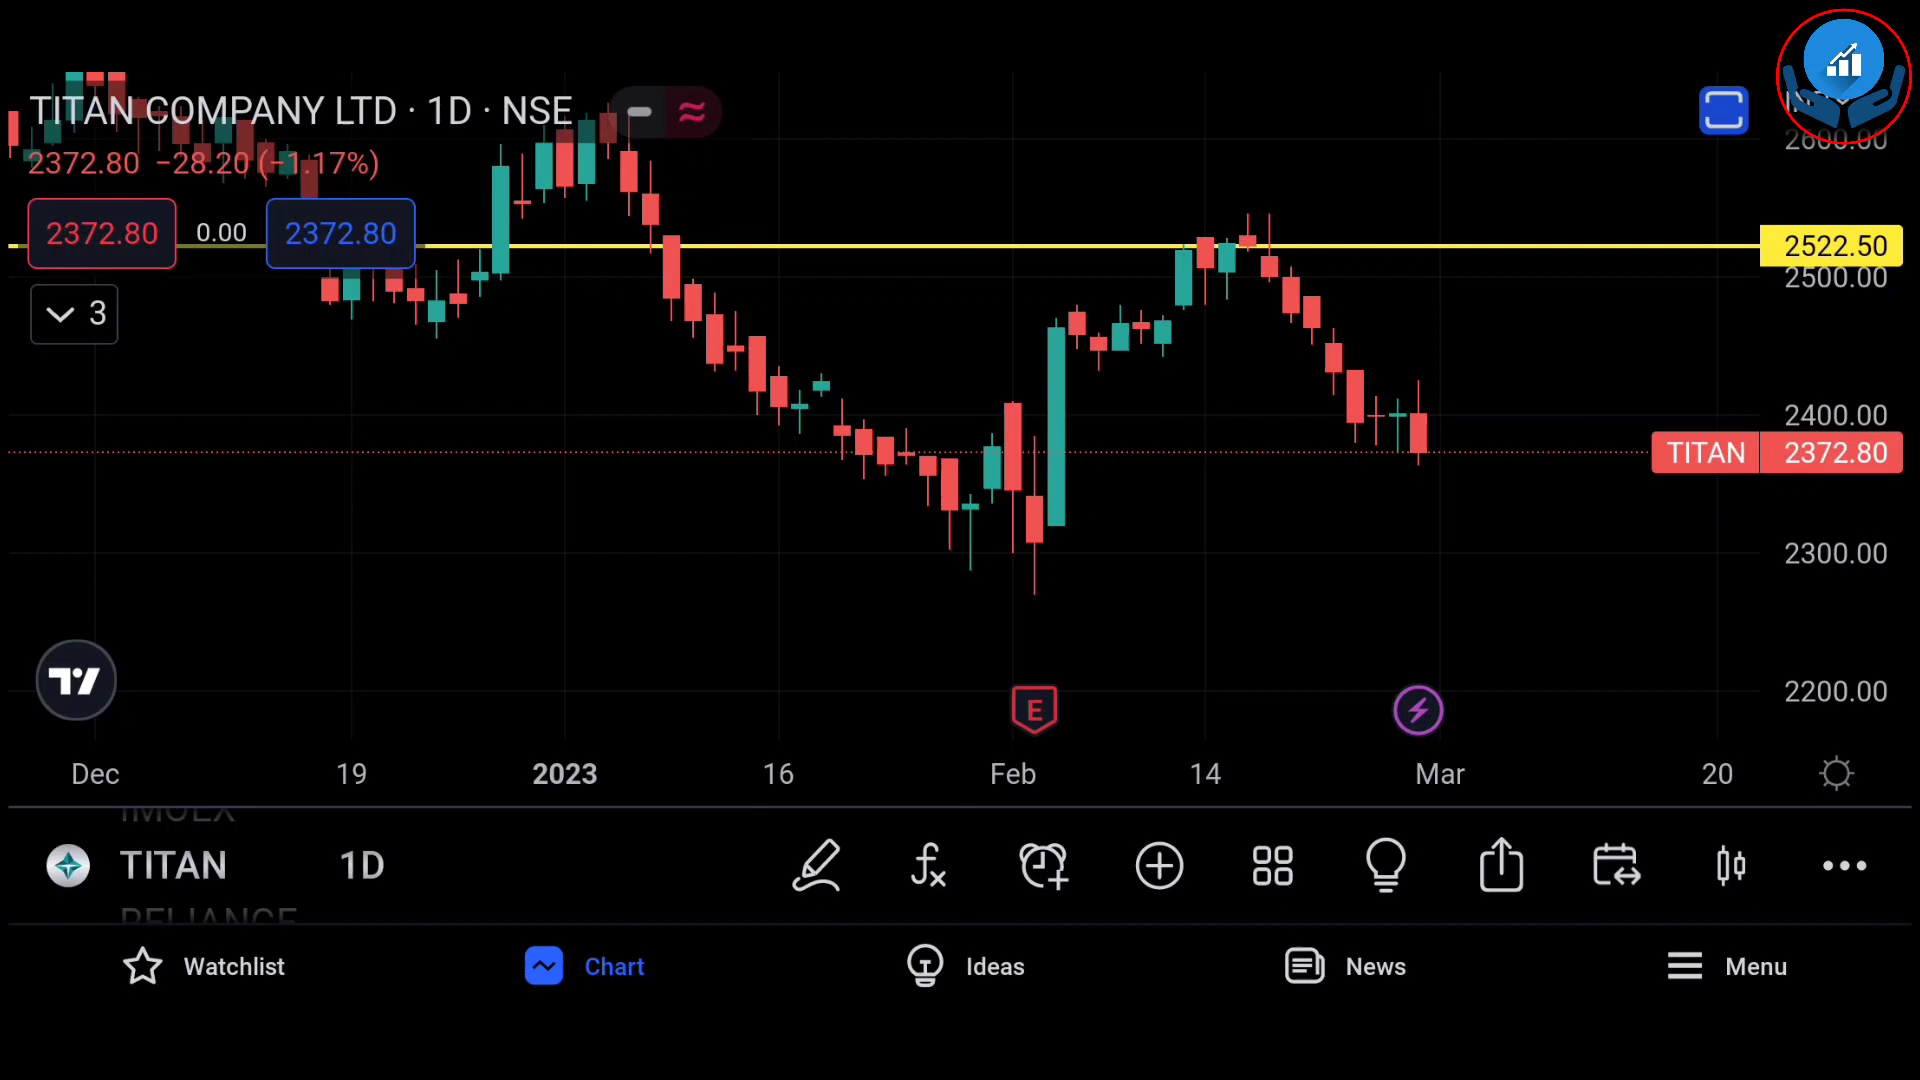 TITAN COMPANY LTD · 1D · NSE
2372.80 −28.20 (−1.17%)
2372.80 0.00 2372.80
3
2600.00
2522.50
2500.00
2400.00
TITAN 2372.80
2300.00
2200.00
E
Dec 19 2023 16 Feb 14 Mar 20
IMOEX
TITAN 1D
RELIANCE
Watchlist Chart Ideas News Menu